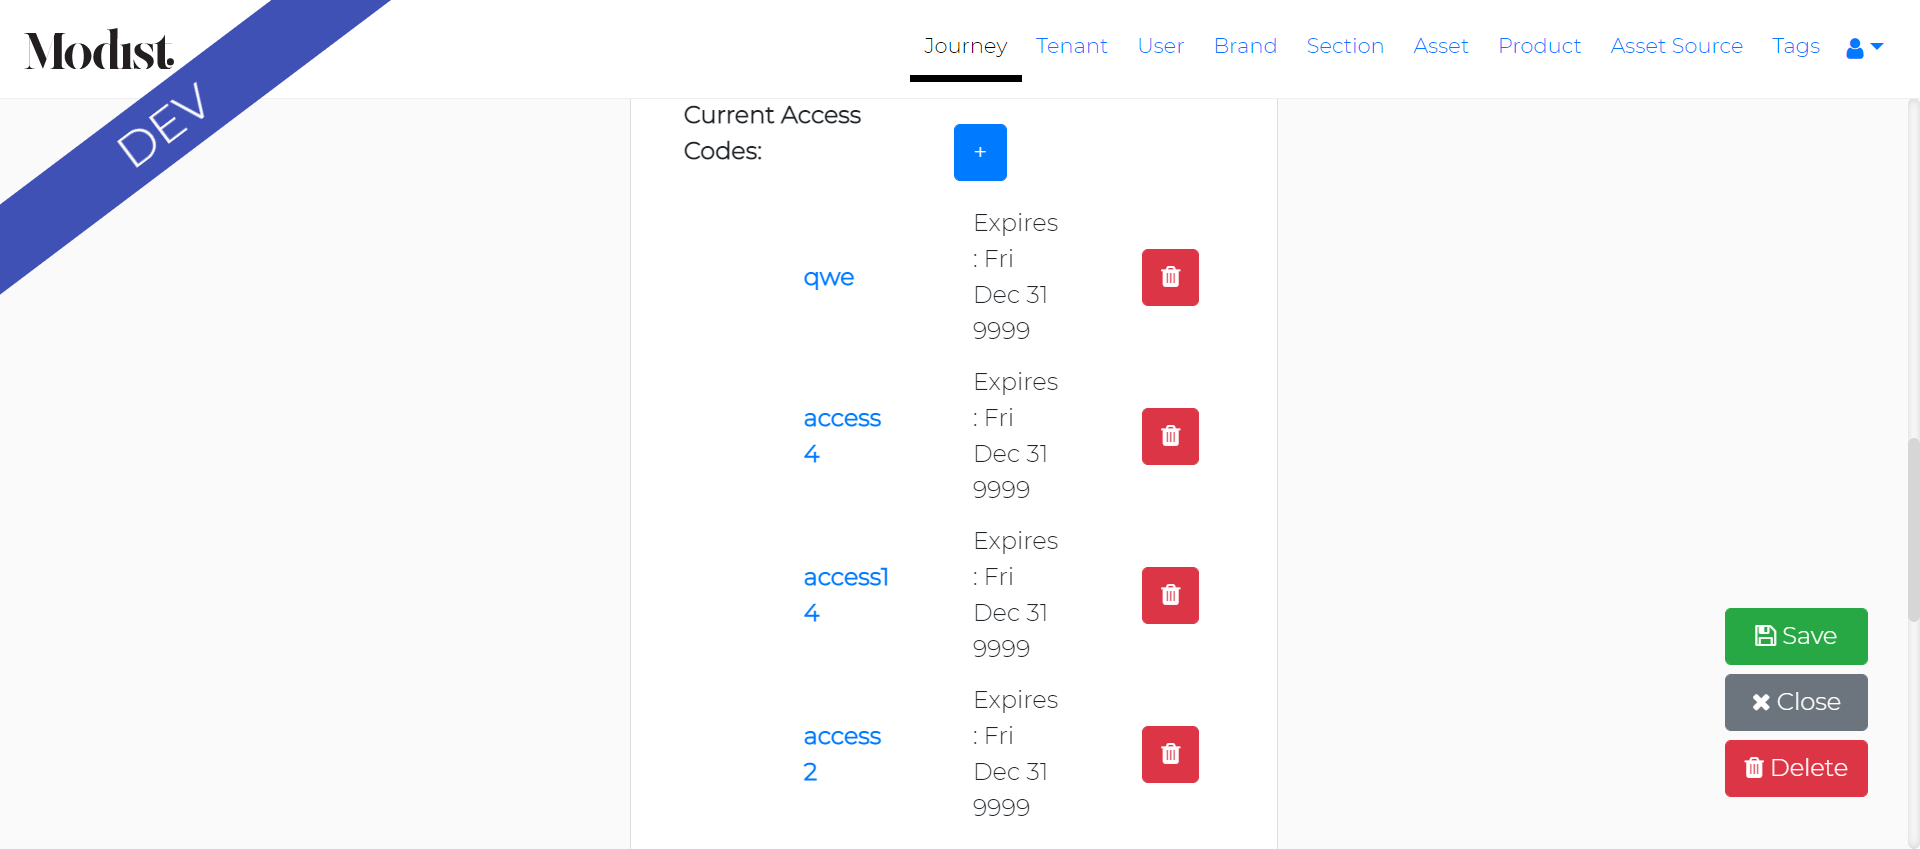 Modist.
DEV
Journey Tenant User Brand Section Asset Product Asset Source Tags
Current Access
Codes:
+
qwe
Expires
: Fri
Dec 31
9999
access
4
Expires
: Fri
Dec 31
9999
access1
4
Expires
: Fri
Dec 31
9999
access
2
Expires
: Fri
Dec 31
9999
Save
Close
Delete